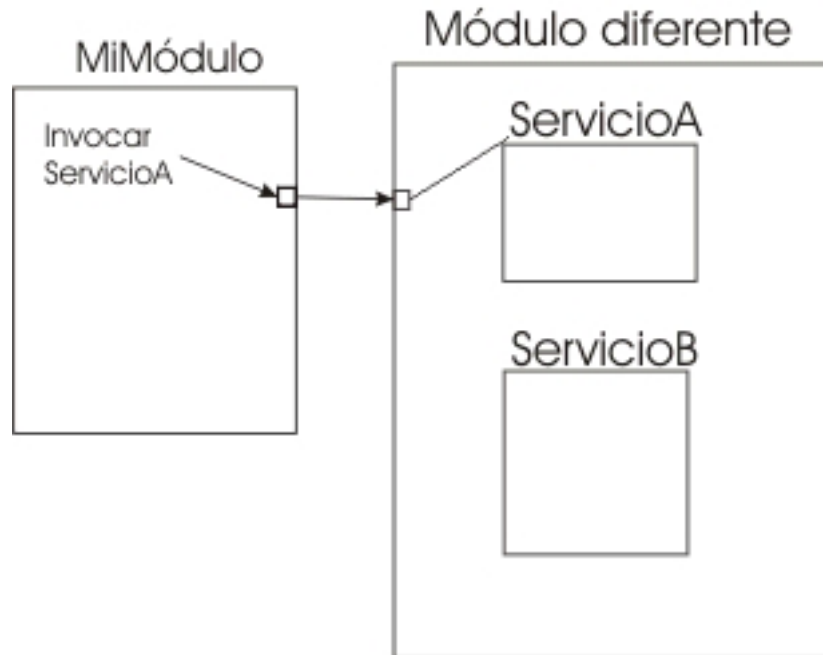 MiMódulo
Módulo diferente
Invocar
ServicioA
ServicioA
ServicioB